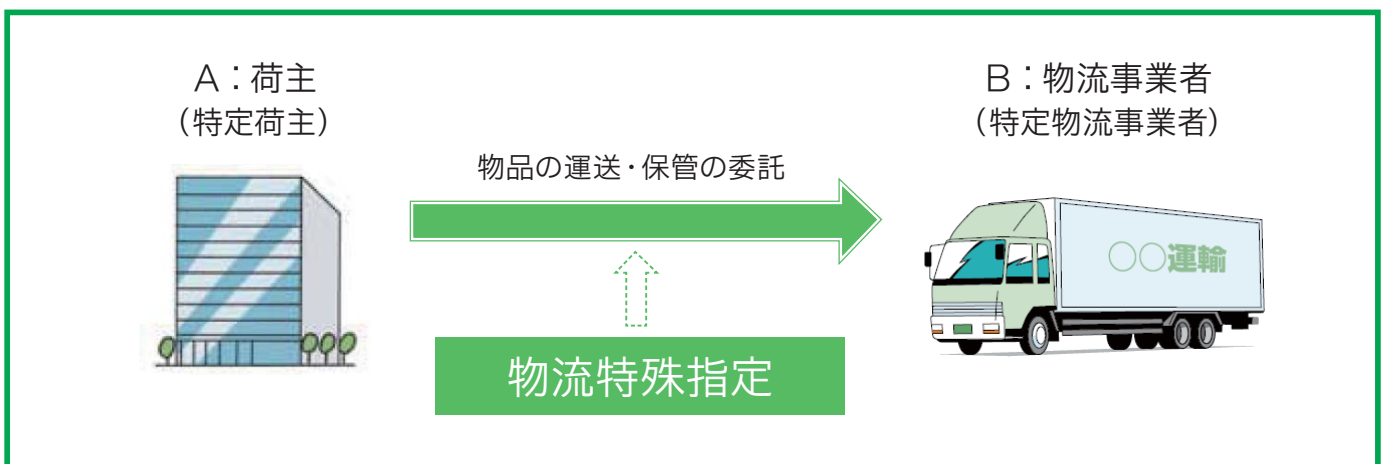 A：荷主
（特定荷主）
B：物流事業者
（特定物流事業者）
物品の運送・保管の委託
○○運輸
物流特殊指定